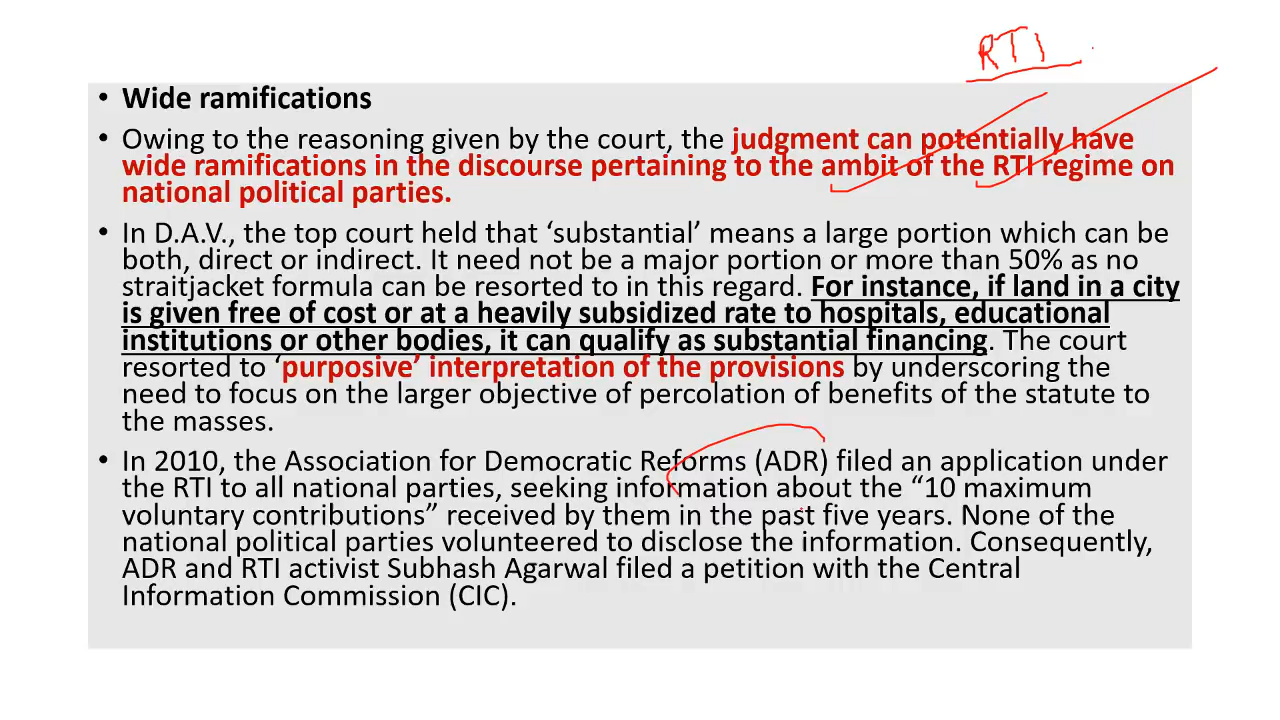 RTI
• Wide ramifications
• Owing to the reasoning given by the court, the judgment can potentially have
wide ramifications in the discourse pertaining to the ambit of the RTI regime on
national political parties.
• In D.A.V., the top court held that ‘substantial’ means a large portion which can be
both, direct or indirect. It need not be a major portion or more than 50% as no
straitjacket formula can be resorted to in this regard. For instance, if land in a city
is given free of cost or at a heavily subsidized rate to hospitals, educational
institutions or other bodies, it can qualify as substantial financing. The court
resorted to ‘purposive’ interpretation of the provisions by underscoring the
need to focus on the larger objective of percolation of benefits of the statute to
the masses.
• In 2010, the Association for Democratic Reforms (ADR) filed an application under
the RTI to all national parties, seeking information about the “10 maximum
voluntary contributions” received by them in the past five years. None of the
national political parties volunteered to disclose the information. Consequently,
ADR and RTI activist Subhash Agarwal filed a petition with the Central
Information Commission (CIC).